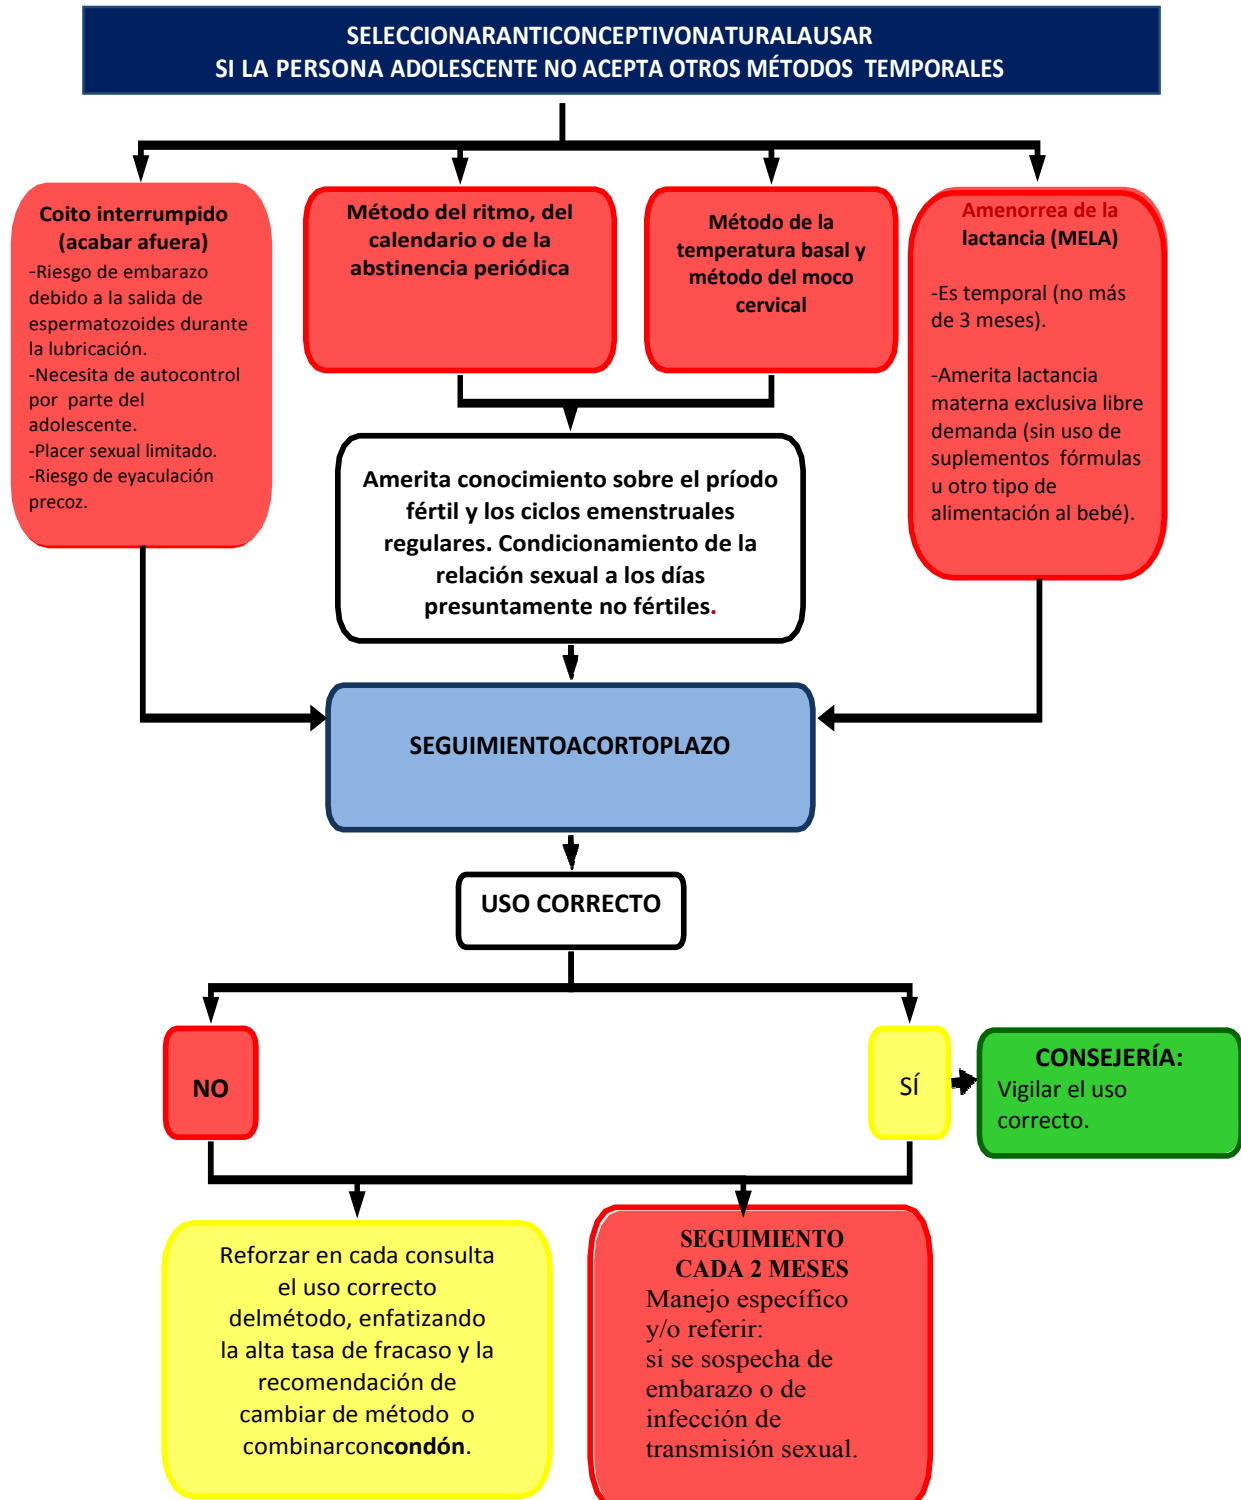 SELECCIONARANTICONCEPTIVONATURALAUSAR
SI LA PERSONA ADOLESCENTE NO ACEPTA OTROS MÉTODOS TEMPORALES
Coito interrumpido
(acabar afuera)
-Riesgo de embarazo
debido a la salida de
espermatozoides durante
la lubricación.
-Necesita de autocontrol
por parte del
adolescente.
-Placer sexual limitado.
-Riesgo de eyaculación
precoz.
Método del ritmo, del
calendario o de la
abstinencia periódica
Método de la
temperatura basal y
método del moco
cervical
Amenorrea de la
lactancia (MELA)
-Es temporal (no más
de 3 meses).
-Amerita lactancia
materna exclusiva libre
demanda (sin uso de
suplementos fórmulas
u otro tipo de
alimentación al bebé).
Amerita conocimiento sobre el príodo
fértil y los ciclos emenstruales
regulares. Condicionamiento de la
relación sexual a los días
presuntamente no fértiles.
SEGUIMIENTOACORTOPLAZO
USO CORRECTO
NO
SÍ
CONSEJERÍA:
Vigilar el uso
correcto.
Reforzar en cada consulta
el uso correcto
delmétodo, enfatizando
la alta tasa de fracaso y la
recomendación de
cambiar de método o
combinarconcondón.
SEGUIMIENTO
CADA 2 MESES
Manejo específico
y/o referir:
si se sospecha de
embarazo o de
infección de
transmisión sexual.